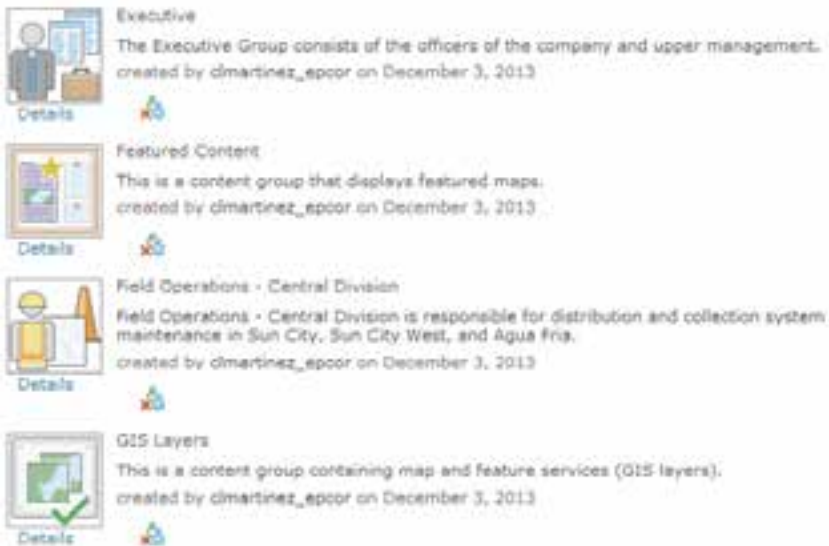 Executive
The Executive Group consists of the officers of the company and upper management.
created by clmartinez_epcor on December 3, 2013
Details
Featured Content
This is a content group that displays featured maps.
created by clmartinez_epcor on December 3, 2013
Details
Field Operations - Central Division
Field Operations - Central Division is responsible for distribution and collection system
maintenance in Sun City, Sun City West, and Agua Fria.
created by clmartinez_epcor on December 3, 2013
Details
GIS Layers
This is a content group containing map and feature services (GIS layers).
created by clmartinez_epcor on December 3, 2013
Details